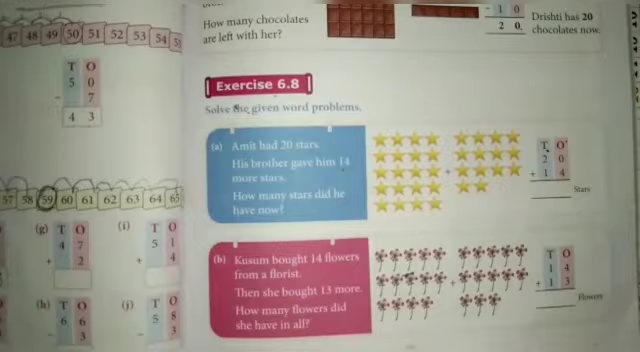 How many chocolates
are left with her?
- 1 0
2 0
Drishti has 20
chocolates now.
47 48 49 50 51 52 53 54
T O
5 0
- 7
4 3
Exercise 6.8
Solve the given word problems.
(a) Amit had 20 stars.
His brother gave him 14
more stars.
How many stars did he
have now?
+
T O
2 0
+ 1 4
Stars
57 58 59 60 61 62 63 64 65
(g) T O
4 7
+ 2
(i) T O
5 1
+ 4
(b) Kusum bought 14 flowers
from a florist.
Then she bought 13 more.
How many flowers did
she have in all?
+
T O
1 4
+ 1 3
Flowers
(h) T O
6 6
- 3
(j) T O
5 8
- 3